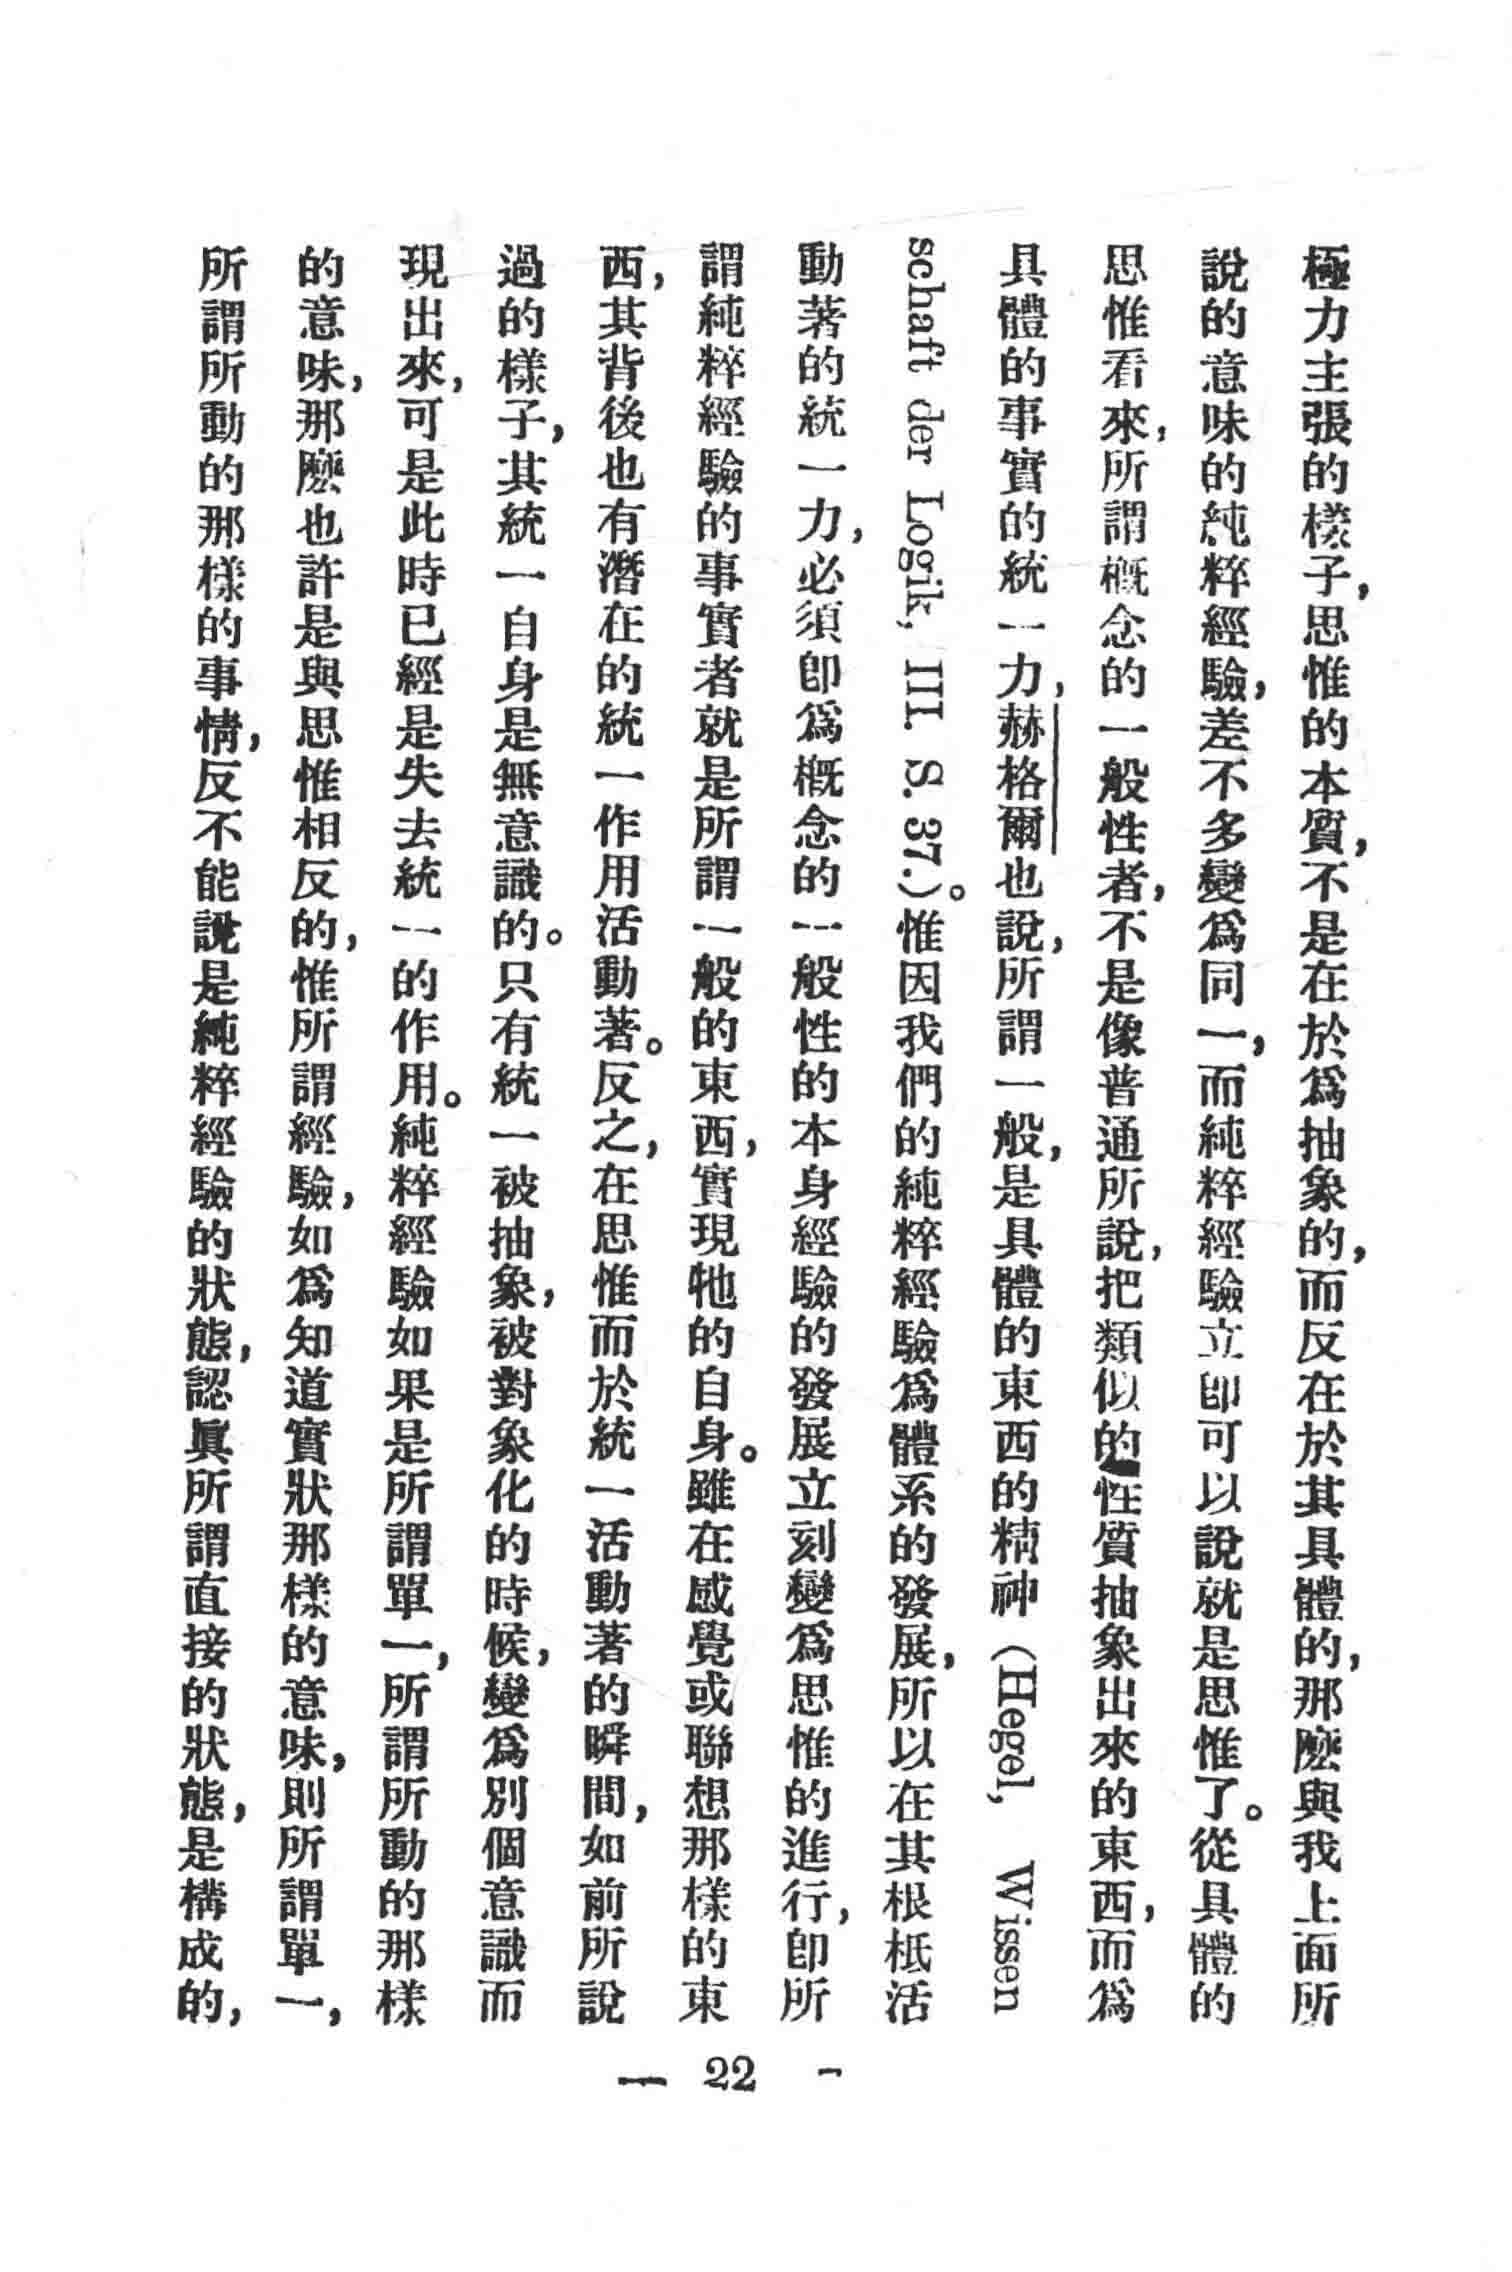 極力主張的樣子，思惟的本質，不是在於爲抽象的，而反在於其具體的，那麽與我上面所
說的意味的純粹經驗，差不多變爲同一，而純粹經驗立卽可以說就是思惟了。從具體的
思惟看來，所謂概念的一般性者，不是像普通所說，把類似的性質抽象出來的東西，而爲
具體的事實的統一力，赫格爾也說，所謂一般，是具體的東西的精神（Hegel, Wissen
schaft der Logik, III. S. 37.）。惟因我們的純粹經驗爲體系的發展，所以在其根柢活
動著的統一力，必須卽爲概念的一般性的本身經驗的發展立刻變爲思惟的進行，卽所
謂純粹經驗的事實者就是所謂一般的東西，實現牠的自身。雖在感覺或聯想那樣的東
西，其背後也有潛在的統一作用活動著。反之，在思惟而於統一活動著的瞬間，如前所說
過的樣子，其統一自身是無意識的。只有統一被抽象，被對象化的時候，變爲別個意識而
現出來，可是此時已經是失去統一的作用。純粹經驗如果是所謂單一，所謂所動的那樣
的意味，那麽也許是與思惟相反的，惟所謂經驗，如爲知道實狀那樣的意味，則所謂單一，
所謂所動的那樣的事情，反不能說是純粹經驗的狀態，認眞所謂直接的狀態，是構成的，
— 22 -